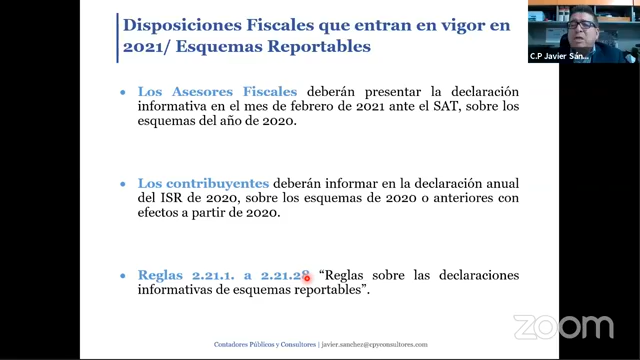 Disposiciones Fiscales que entran en vigor en
2021/ Esquemas Reportables
C.P Javier Sán...
• Los Asesores Fiscales deberán presentar la declaración
informativa en el mes de febrero de 2021 ante el SAT, sobre los
esquemas del año de 2020.
• Los contribuyentes deberán informar en la declaración anual
del ISR de 2020, sobre los esquemas de 2020 o anteriores con
efectos a partir de 2020.
• Reglas 2.21.1. a 2.21.28 “Reglas sobre las declaraciones
informativas de esquemas reportables”.
Contadores Públicos y Consultores | javier.sanchez@cpyconsultores.com
zoom